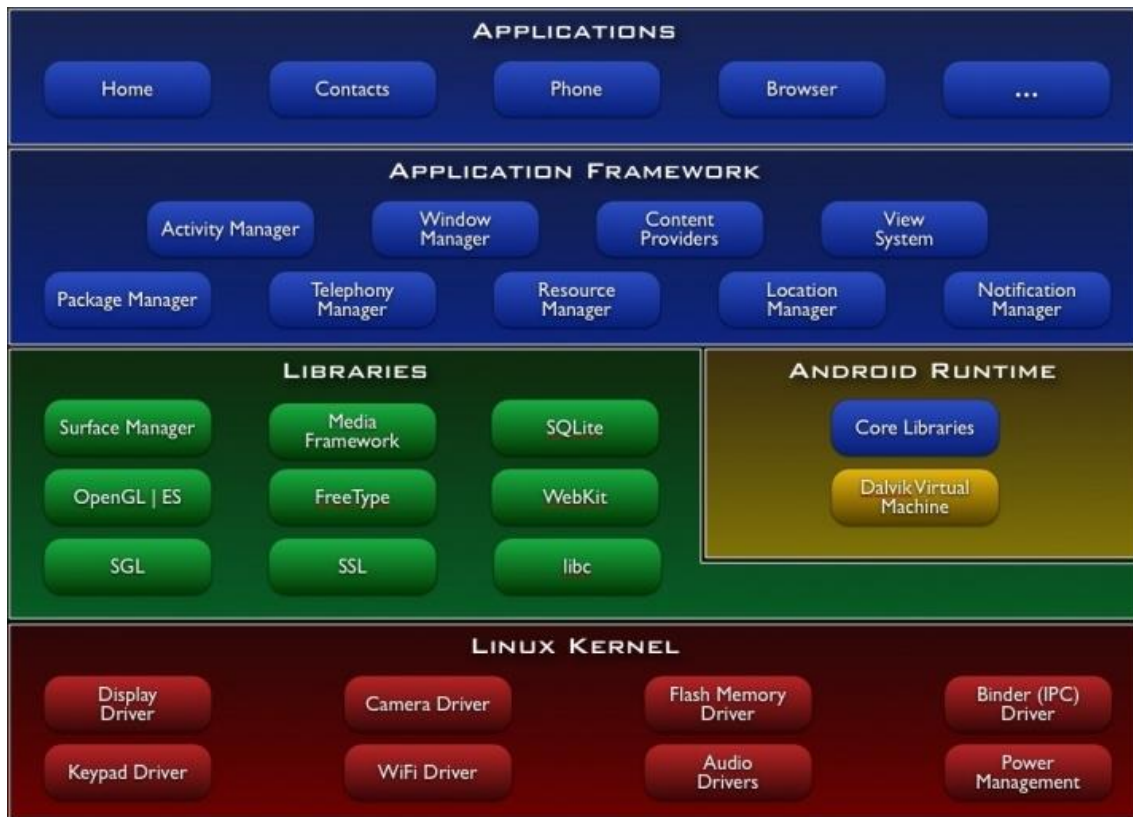 APPLICATIONS
Home
Contacts
Phone
Browser
...
APPLICATION FRAMEWORK
Activity Manager
Window
Manager
Content
Providers
View
System
Package Manager
Telephony
Manager
Resource
Manager
Location
Manager
Notification
Manager
LIBRARIES
Surface Manager
Media
Framework
SQLite
OpenGL | ES
FreeType
WebKit
SGL
SSL
libc
ANDROID RUNTIME
Core Libraries
Dalvik Virtual
Machine
LINUX KERNEL
Display
Driver
Camera Driver
Flash Memory
Driver
Binder (IPC)
Driver
Keypad Driver
WiFi Driver
Audio
Drivers
Power
Management